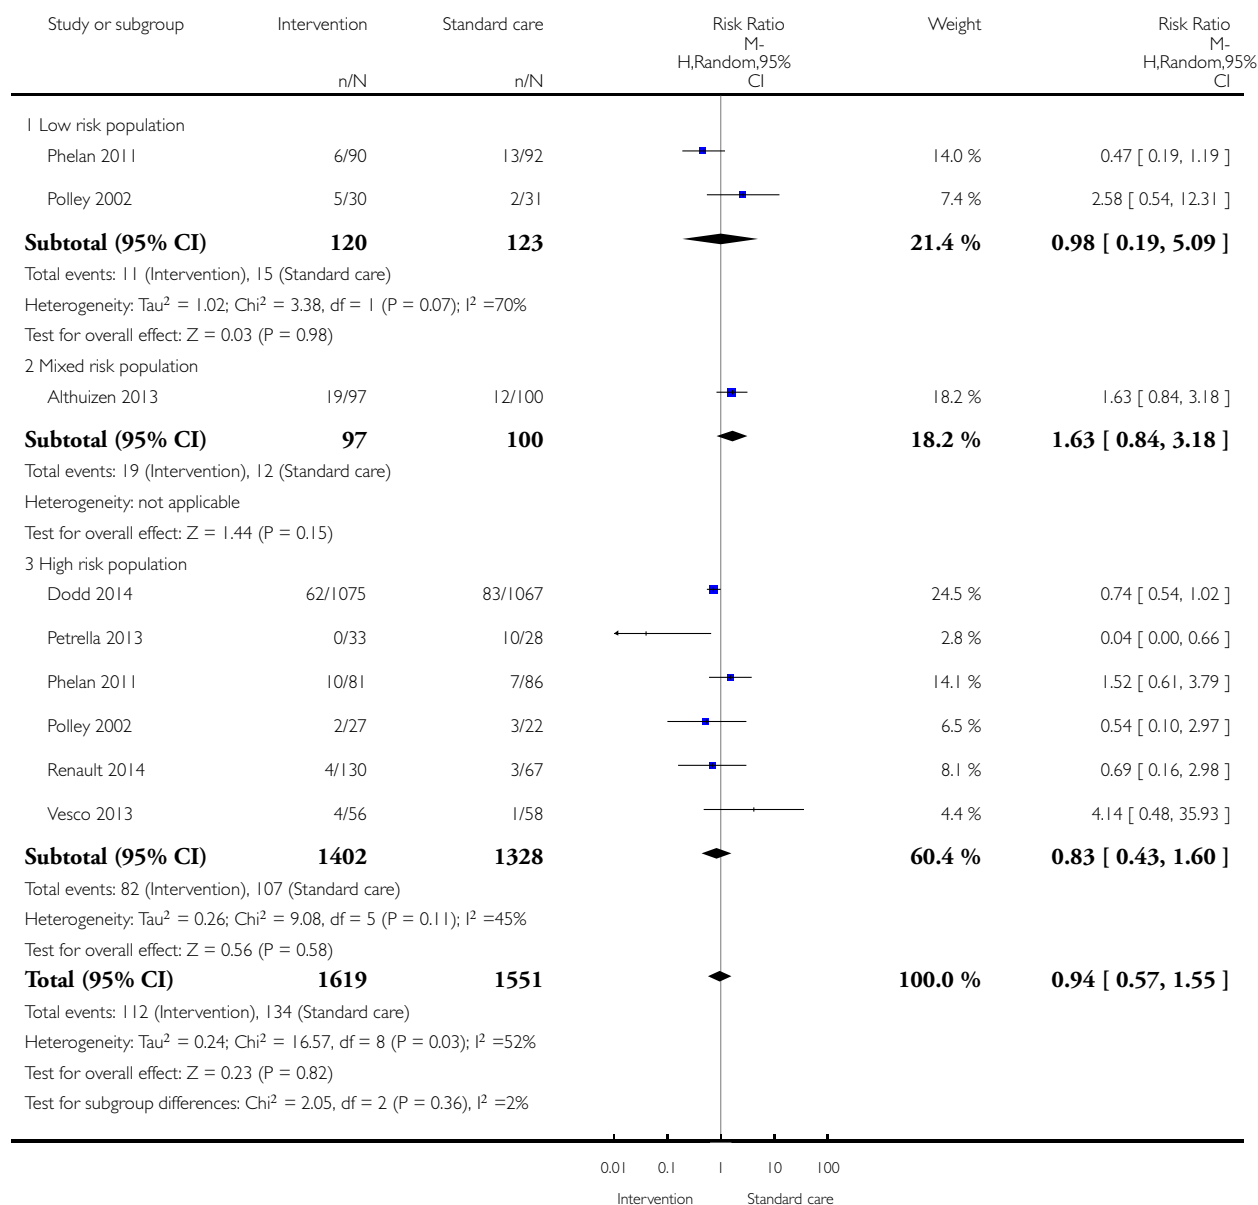 Study or subgroup Intervention Standard care Risk Ratio Weight Risk Ratio
M- M-
H,Random,95% H,Random,95%
n/N n/N CI CI
1 Low risk population
Phelan 2011 6/90 13/92 14.0 % 0.47 [ 0.19, 1.19 ]
Polley 2002 5/30 2/31 7.4 % 2.58 [ 0.54, 12.31 ]
Subtotal (95% CI) 120 123 21.4 % 0.98 [ 0.19, 5.09 ]
Total events: 11 (Intervention), 15 (Standard care)
Heterogeneity: Tau² = 1.02; Chi² = 3.38, df = 1 (P = 0.07); I² =70%
Test for overall effect: Z = 0.03 (P = 0.98)
2 Mixed risk population
Althuizen 2013 19/97 12/100 18.2 % 1.63 [ 0.84, 3.18 ]
Subtotal (95% CI) 97 100 18.2 % 1.63 [ 0.84, 3.18 ]
Total events: 19 (Intervention), 12 (Standard care)
Heterogeneity: not applicable
Test for overall effect: Z = 1.44 (P = 0.15)
3 High risk population
Dodd 2014 62/1075 83/1067 24.5 % 0.74 [ 0.54, 1.02 ]
Petrella 2013 0/33 10/28 2.8 % 0.04 [ 0.00, 0.66 ]
Phelan 2011 10/81 7/86 14.1 % 1.52 [ 0.61, 3.79 ]
Polley 2002 2/27 3/22 6.5 % 0.54 [ 0.10, 2.97 ]
Renault 2014 4/130 3/67 8.1 % 0.69 [ 0.16, 2.98 ]
Vesco 2013 4/56 1/58 4.4 % 4.14 [ 0.48, 35.93 ]
Subtotal (95% CI) 1402 1328 60.4 % 0.83 [ 0.43, 1.60 ]
Total events: 82 (Intervention), 107 (Standard care)
Heterogeneity: Tau² = 0.26; Chi² = 9.08, df = 5 (P = 0.11); I² =45%
Test for overall effect: Z = 0.56 (P = 0.58)
Total (95% CI) 1619 1551 100.0 % 0.94 [ 0.57, 1.55 ]
Total events: 112 (Intervention), 134 (Standard care)
Heterogeneity: Tau² = 0.24; Chi² = 16.57, df = 8 (P = 0.03); I² =52%
Test for overall effect: Z = 0.23 (P = 0.82)
Test for subgroup differences: Chi² = 2.05, df = 2 (P = 0.36), I² =2%
0.01 0.1 1 10 100
Intervention Standard care